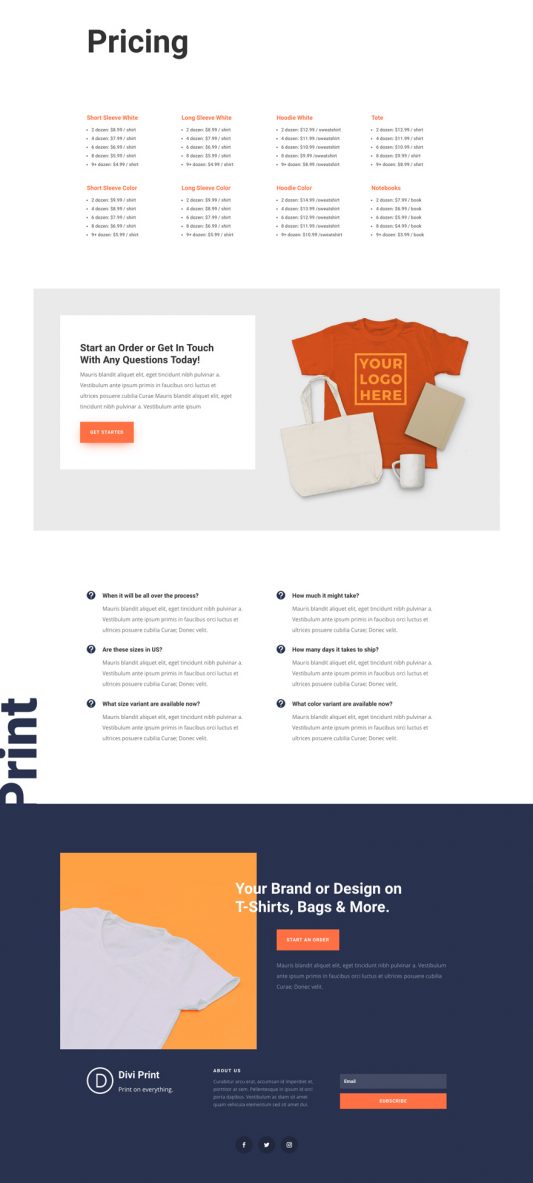 Pricing
Short Sleeve White
2 dozen: $8.99 / shirt
4 dozen: $7.99 / shirt
6 dozen: $6.99 / shirt
8 dozen: $5.99 / shirt
9+ dozen: $4.99 / shirt
Long Sleeve White
2 dozen: $8.99 / shirt
4 dozen: $7.99 / shirt
6 dozen: $6.99 / shirt
8 dozen: $5.99 / shirt
9+ dozen: $4.99 / shirt
Hoodie White
2 dozen: $12.99 /sweatshirt
4 dozen: $11.99 /sweatshirt
6 dozen: $10.99 /sweatshirt
8 dozen: $9.99 /sweatshirt
9+ dozen: $8.99 /sweatshirt
Tote
2 dozen: $12.99 / shirt
4 dozen: $11.99 / shirt
6 dozen: $10.99 / shirt
8 dozen: $9.99 / shirt
9+ dozen: $8.99 / shirt
Short Sleeve Color
2 dozen: $9.99 / shirt
4 dozen: $8.99 / shirt
6 dozen: $7.99 / shirt
8 dozen: $6.99 / shirt
9+ dozen: $5.99 / shirt
Long Sleeve Color
2 dozen: $9.99 / shirt
4 dozen: $8.99 / shirt
6 dozen: $7.99 / shirt
8 dozen: $6.99 / shirt
9+ dozen: $5.99 / shirt
Hoodie Color
2 dozen: $14.99 /sweatshirt
4 dozen: $13.99 /sweatshirt
6 dozen: $12.99 /sweatshirt
8 dozen: $11.99 /sweatshirt
9+ dozen: $10.99 /sweatshirt
Notebooks
2 dozen: $7.99 / book
4 dozen: $6.99 / book
6 dozen: $5.99 / book
8 dozen: $4.99 / book
9+ dozen: $3.99 / book
Start an Order or Get In Touch
With Any Questions Today!
Mauris blandit aliquet elit, eget tincidunt nibh pulvinar a.
Vestibulum ante ipsum primis in faucibus orci luctus et
ultrices posuere cubilia Curae Mauris blandit aliquet elit, eget
tincidunt nibh pulvinar a. Vestibulum ante ipsum
GET STARTED
YOUR
LOGO
HERE
When it will be all over the process?
Mauris blandit aliquet elit, eget tincidunt nibh pulvinar a.
Vestibulum ante ipsum primis in faucibus orci luctus et
ultrices posuere cubilia Curae; Donec velit.
How much it might take?
Mauris blandit aliquet elit, eget tincidunt nibh pulvinar a.
Vestibulum ante ipsum primis in faucibus orci luctus et
ultrices posuere cubilia Curae; Donec velit.
Are these sizes in US?
Mauris blandit aliquet elit, eget tincidunt nibh pulvinar a.
Vestibulum ante ipsum primis in faucibus orci luctus et
ultrices posuere cubilia Curae; Donec velit.
How many days it takes to ship?
Mauris blandit aliquet elit, eget tincidunt nibh pulvinar a.
Vestibulum ante ipsum primis in faucibus orci luctus et
ultrices posuere cubilia Curae; Donec velit.
What size variant are available now?
Mauris blandit aliquet elit, eget tincidunt nibh pulvinar a.
Vestibulum ante ipsum primis in faucibus orci luctus et
ultrices posuere cubilia Curae; Donec velit.
What color variant are available now?
Mauris blandit aliquet elit, eget tincidunt nibh pulvinar a.
Vestibulum ante ipsum primis in faucibus orci luctus et
ultrices posuere cubilia Curae; Donec velit.
Print
Your Brand or Design on
T-Shirts, Bags & More.
START AN ORDER
Mauris blandit aliquet elit, eget tincidunt nibh pulvinar a. Vestibulum
ante ipsum primis in faucibus orci luctus et ultrices posuere cubilia
Curae; Donec velit.
D
Divi Print
Print on everything.
ABOUT US
Curabitur arcu erat, accumsan id imperdiet et,
porttitor at sem. Pellentesque in ipsum id orci
porta dapibus. Vestibulum ac diam sit amet
quam vehicula elementum sed sit amet dui.
Email
SUBSCRIBE